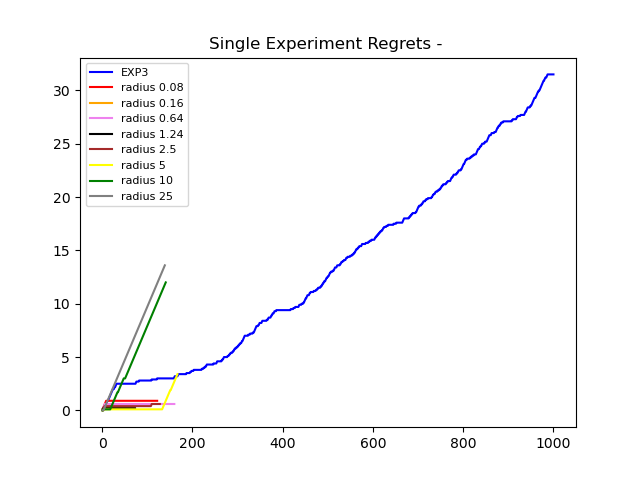 Single Experiment Regrets -
EXP3
radius 0.08
radius 0.16
radius 0.64
radius 1.24
radius 2.5
radius 5
radius 10
radius 25
30
25
20
15
10
5
0
0 200 400 600 800 1000